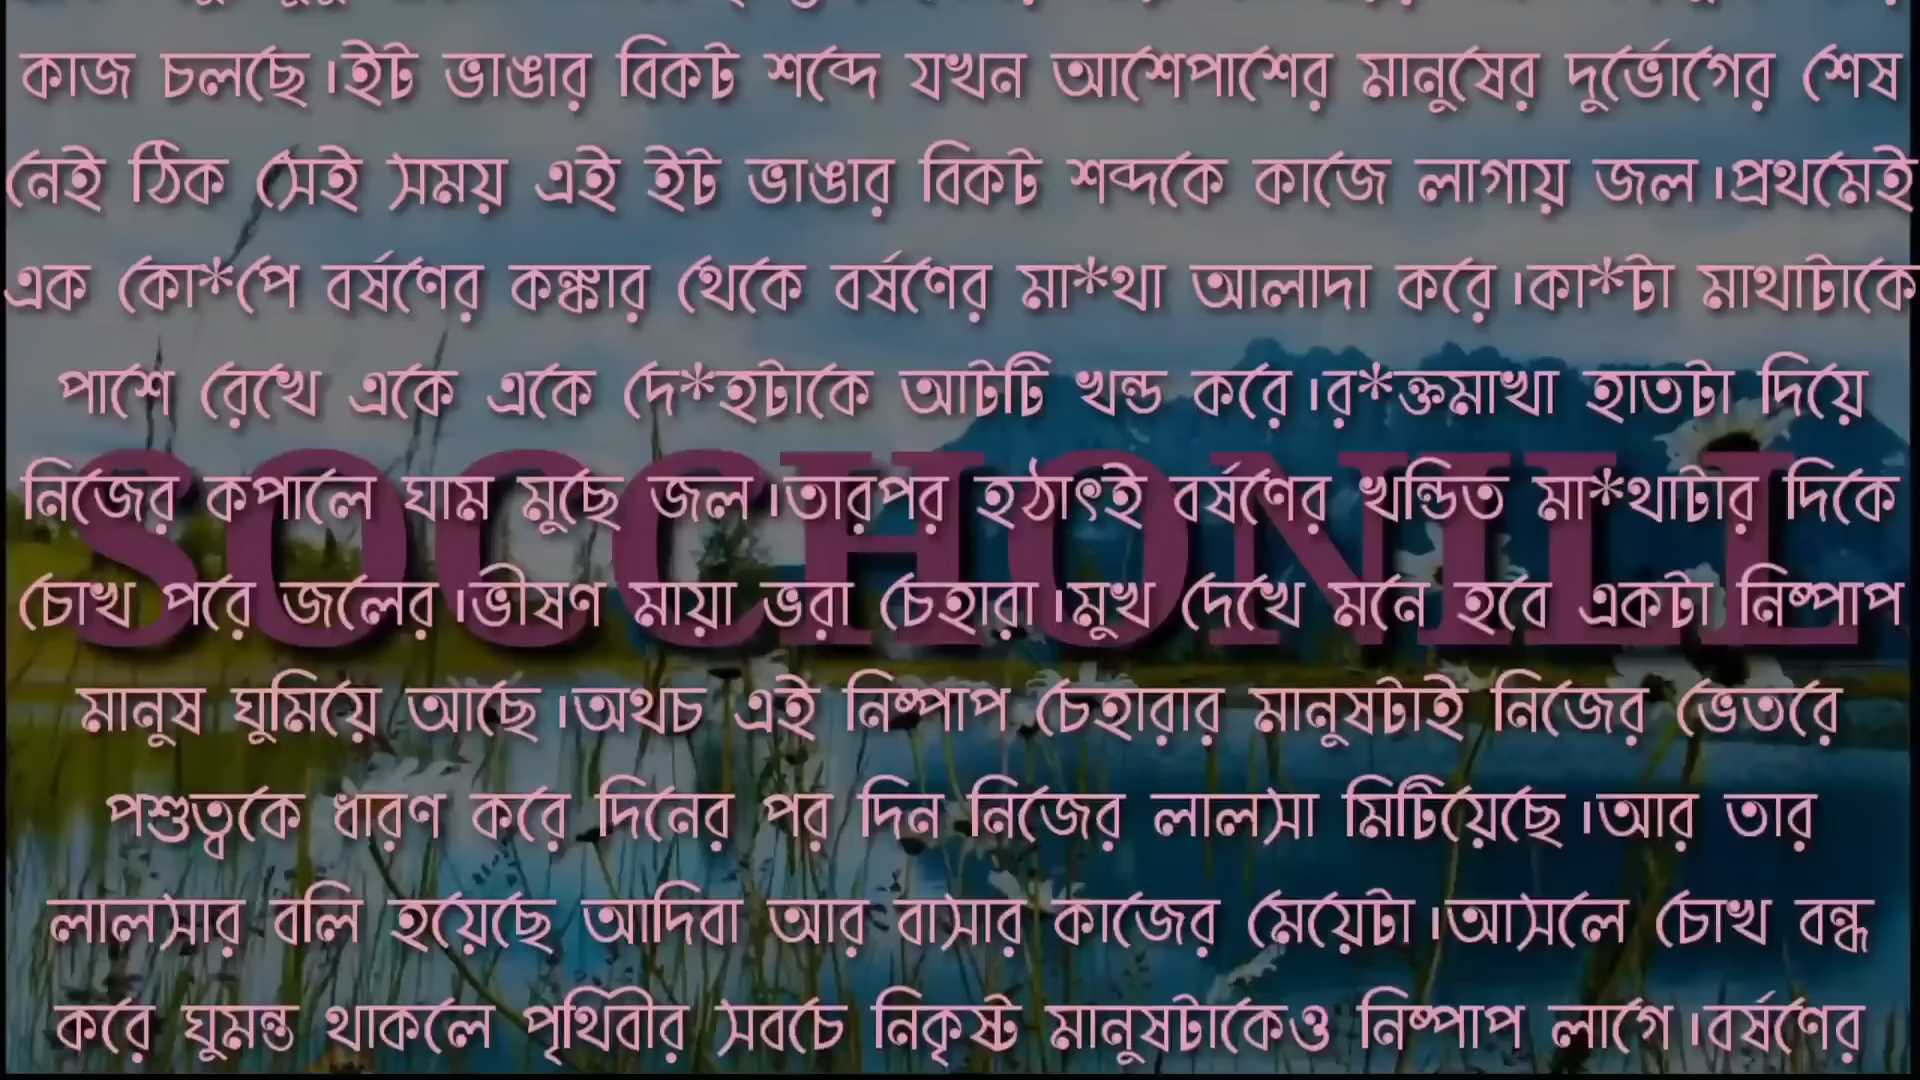 কাজ চলছে।ইট ভাঙার বিকট শব্দে যখন আশেপাশের মানুষের দুর্ভোগের শেষ
নেই ঠিক সেই সময় এই ইট ভাঙার বিকট শব্দকে কাজে লাগায় জল।প্রথমেই
এক কো*পে বর্ষণের কঙ্কার থেকে বর্ষণের মা*থা আলাদা করে।কা*টা মাথাটাকে
পাশে রেখে একে একে দে*হটাকে আটটি খন্ড করে।র*ক্তমাখা হাতটা দিয়ে
নিজের কপালে ঘাম মুছে জল।তারপর হঠাৎই বর্ষণের খন্ডিত মা*থাটার দিকে
SOCCHONILL
চোখ পরে জলের।ভীষণ মায়া ভরা চেহারা।মুখ দেখে মনে হবে একটা নিষ্পাপ
মানুষ ঘুমিয়ে আছে।অথচ এই নিষ্পাপ চেহারার মানুষটাই নিজের ভেতরে
পশুত্বকে ধারণ করে দিনের পর দিন নিজের লালসা মিটিয়েছে।আর তার
লালসার বলি হয়েছে আদিবা আর বাসার কাজের মেয়েটা।আসলে চোখ বন্ধ
করে ঘুমন্ত থাকলে পৃথিবীর সবচে নিকৃষ্ট মানুষটাকেও নিষ্পাপ লাগে।বর্ষণের